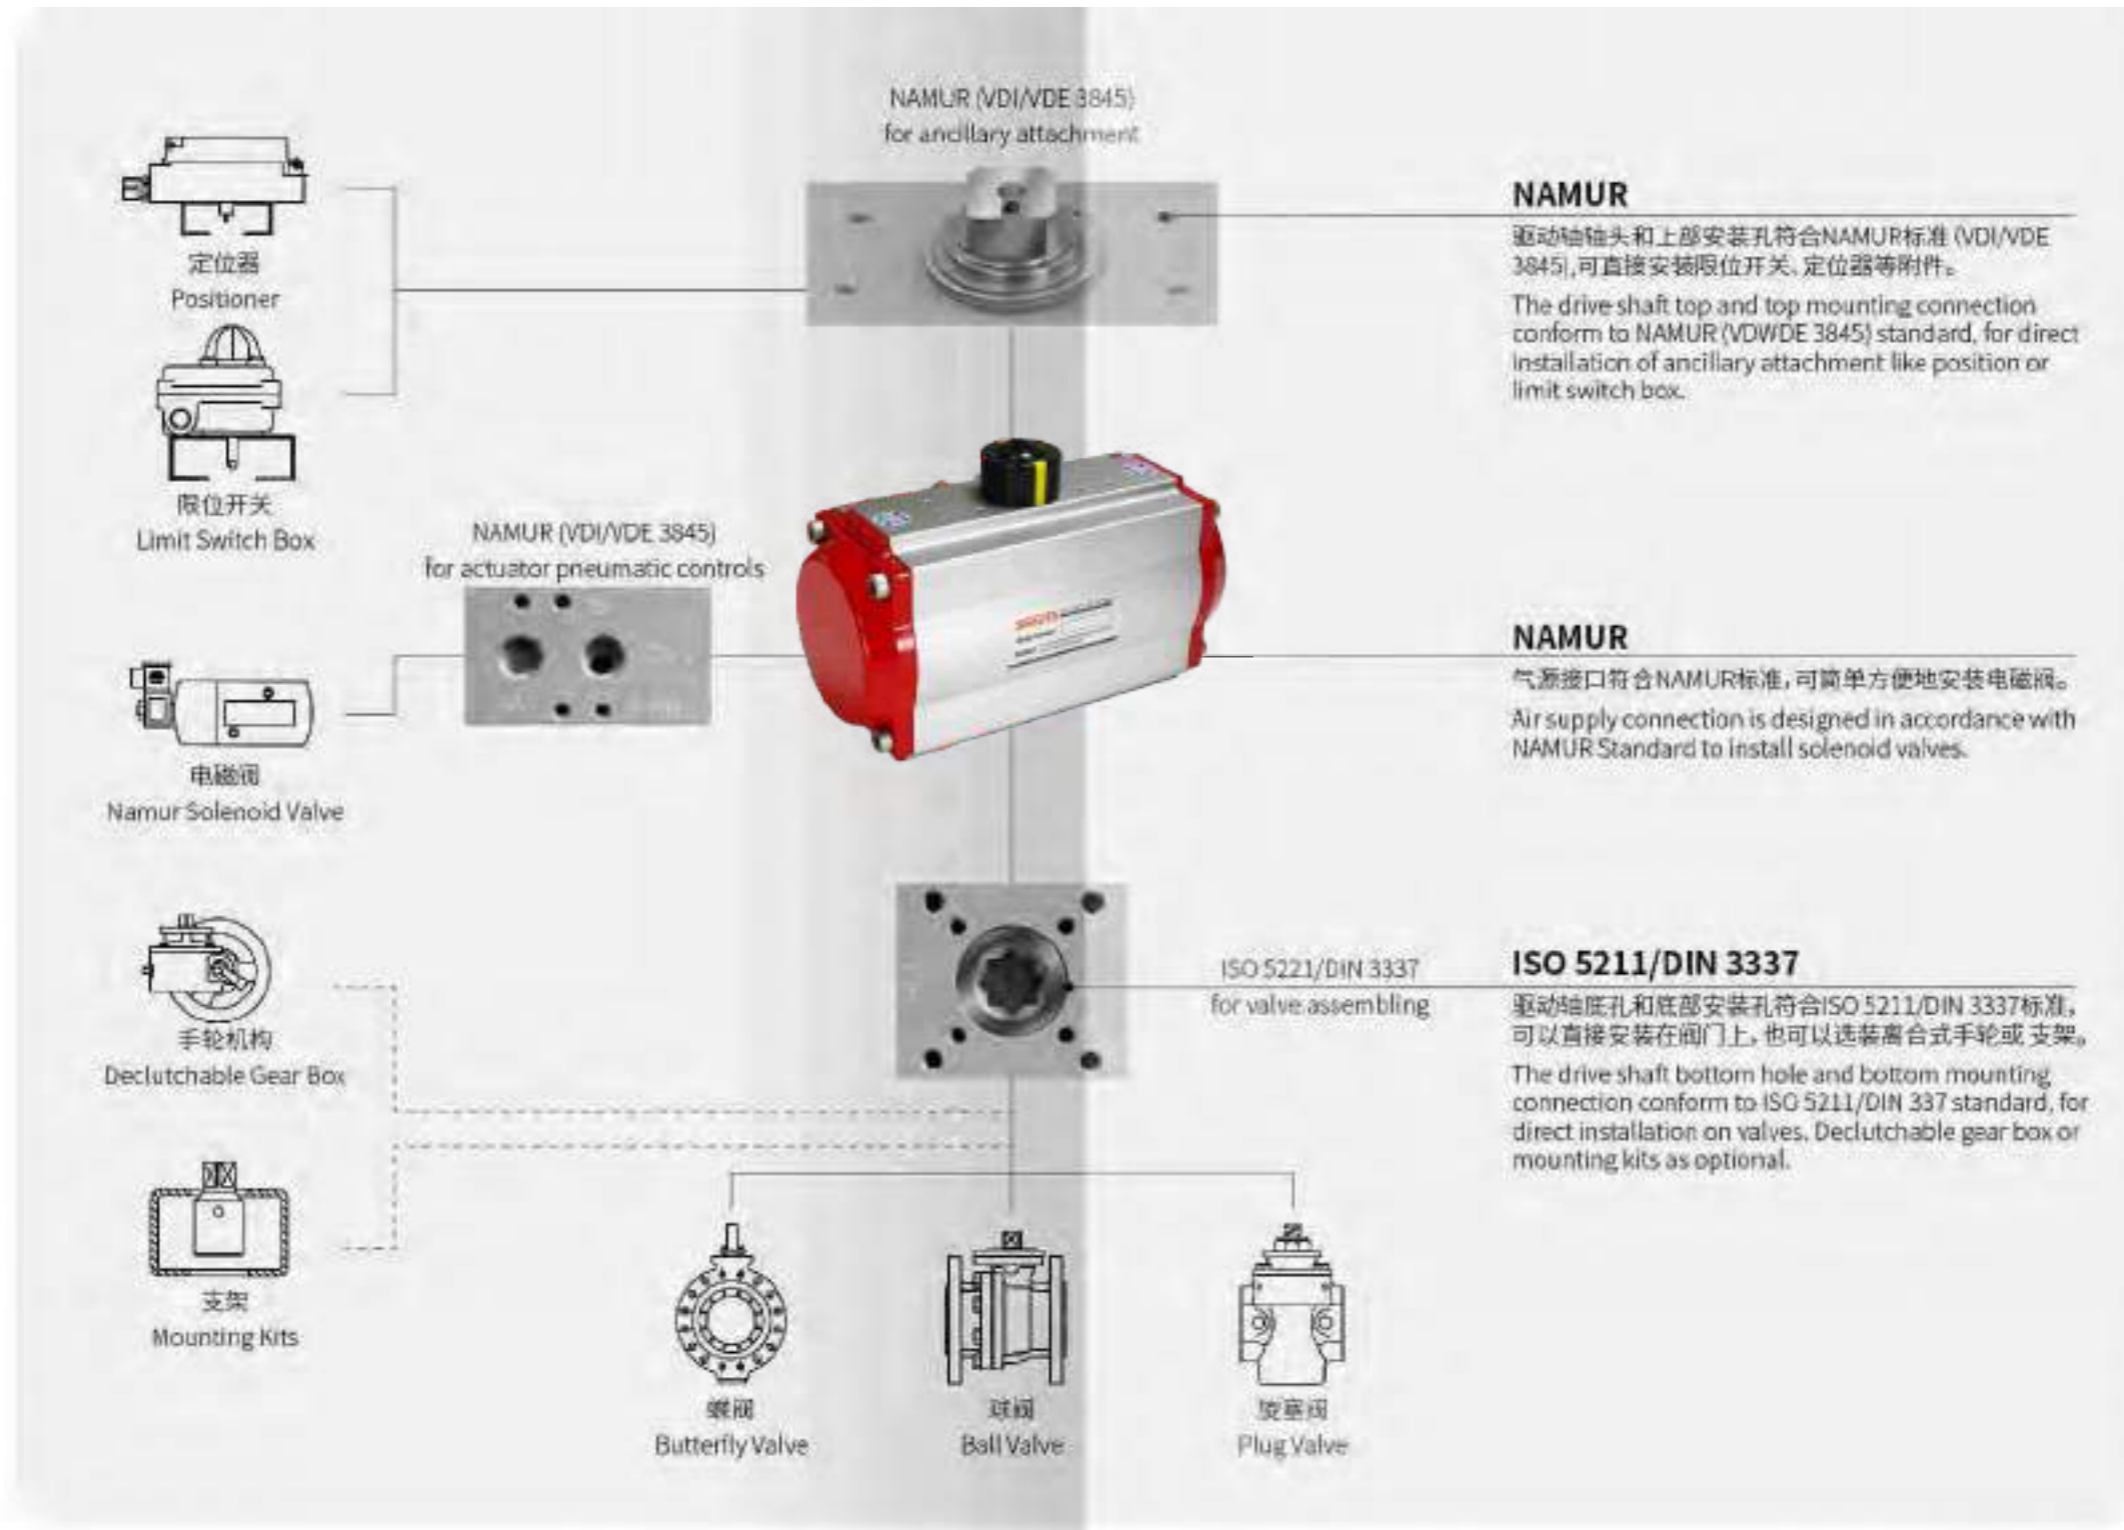 NAMUR (VDI/VDE 3845)
for ancillary attachment
定位器
Positioner
限位开关
Limit Switch Box
NAMUR (VDI/VDE 3845)
for actuator pneumatic controls
电磁阀
Namur Solenoid Valve
手轮机构
Declutchable Gear Box
支架
Mounting Kits
NAMUR
驱动轴轴头和上部安装孔符合NAMUR标准 (VDI/VDE
3845),可直接安装限位开关、定位器等附件。
The drive shaft top and top mounting connection
conform to NAMUR (VDWDE 3845) standard, for direct
installation of ancillary attachment like position or
limit switch box.
NAMUR
气源接口符合NAMUR标准,可简单方便地安装电磁阀。
Air supply connection is designed in accordance with
NAMUR Standard to install solenoid valves.
ISO 5221/DIN 3337
for valve assembling
ISO 5211/DIN 3337
驱动轴底孔和底部安装孔符合ISO 5211/DIN 3337标准,
可以直接安装在阀门上,也可以选装离合式手轮或 支架。
The drive shaft bottom hole and bottom mounting
connection conform to ISO 5211/DIN 337 standard, for
direct installation on valves. Declutchable gear box or
mounting kits as optional.
蝶阀
Butterfly Valve
球阀
Ball Valve
旋塞阀
Plug Valve